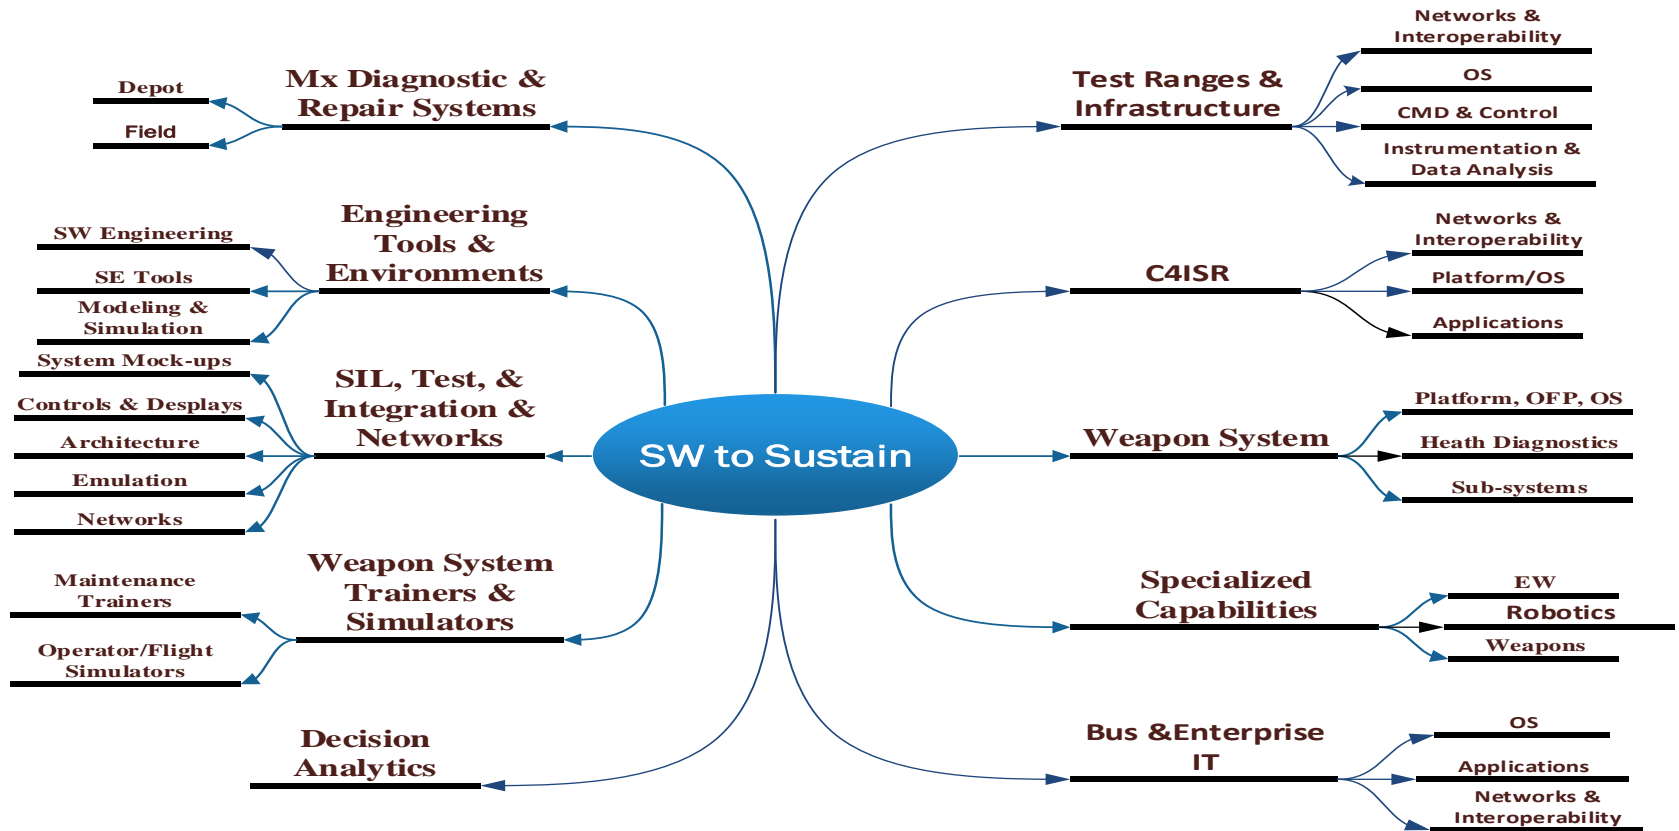 Mx Diagnostic &
Repair Systems
Depot
Field
Engineering
Tools &
Environments
SW Engineering
SE Tools
Modeling &
Simulation
SIL, Test, &
Integration &
Networks
System Mock-ups
Controls & Desplays
Architecture
Emulation
Networks
Weapon System
Trainers &
Simulators
Maintenance
Trainers
Operator/Flight
Simulators
Decision
Analytics
SW to Sustain
Test Ranges &
Infrastructure
Networks &
Interoperability
OS
CMD & Control
Instrumentation &
Data Analysis
C4ISR
Networks &
Interoperability
Platform/OS
Applications
Weapon System
Platform, OFP, OS
Heath Diagnostics
Sub-systems
Specialized
Capabilities
EW
Robotics
Weapons
Bus &Enterprise
IT
OS
Applications
Networks &
Interoperability